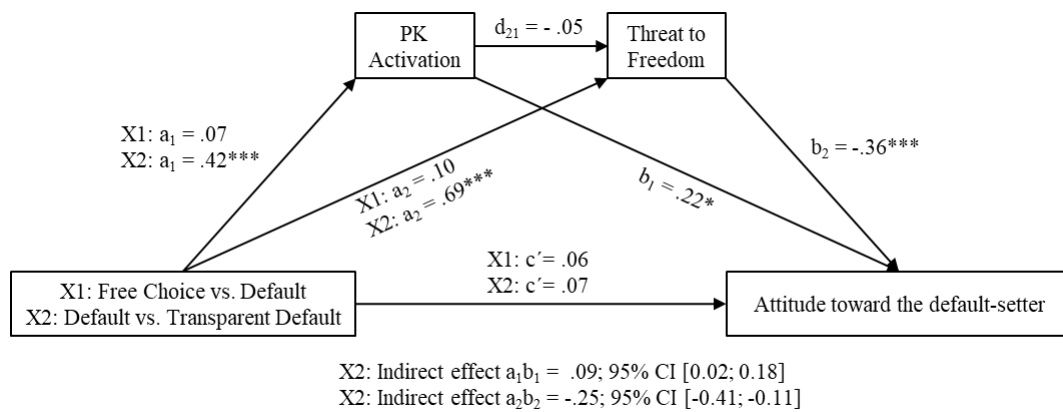 PK
Activation
d21 = - .05
Threat to
Freedom
X1: a1 = .07
X2: a1 = .42***
X1: a2 = .10
X2: a2 = .69***
b1 = .22*
b2 = -.36***
X1: Free Choice vs. Default
X2: Default vs. Transparent Default
X1: c´= .06
X2: c´= .07
Attitude toward the default-setter
X2: Indirect effect a1b1 = .09; 95% CI [0.02; 0.18]
X2: Indirect effect a2b2 = -.25; 95% CI [-0.41; -0.11]